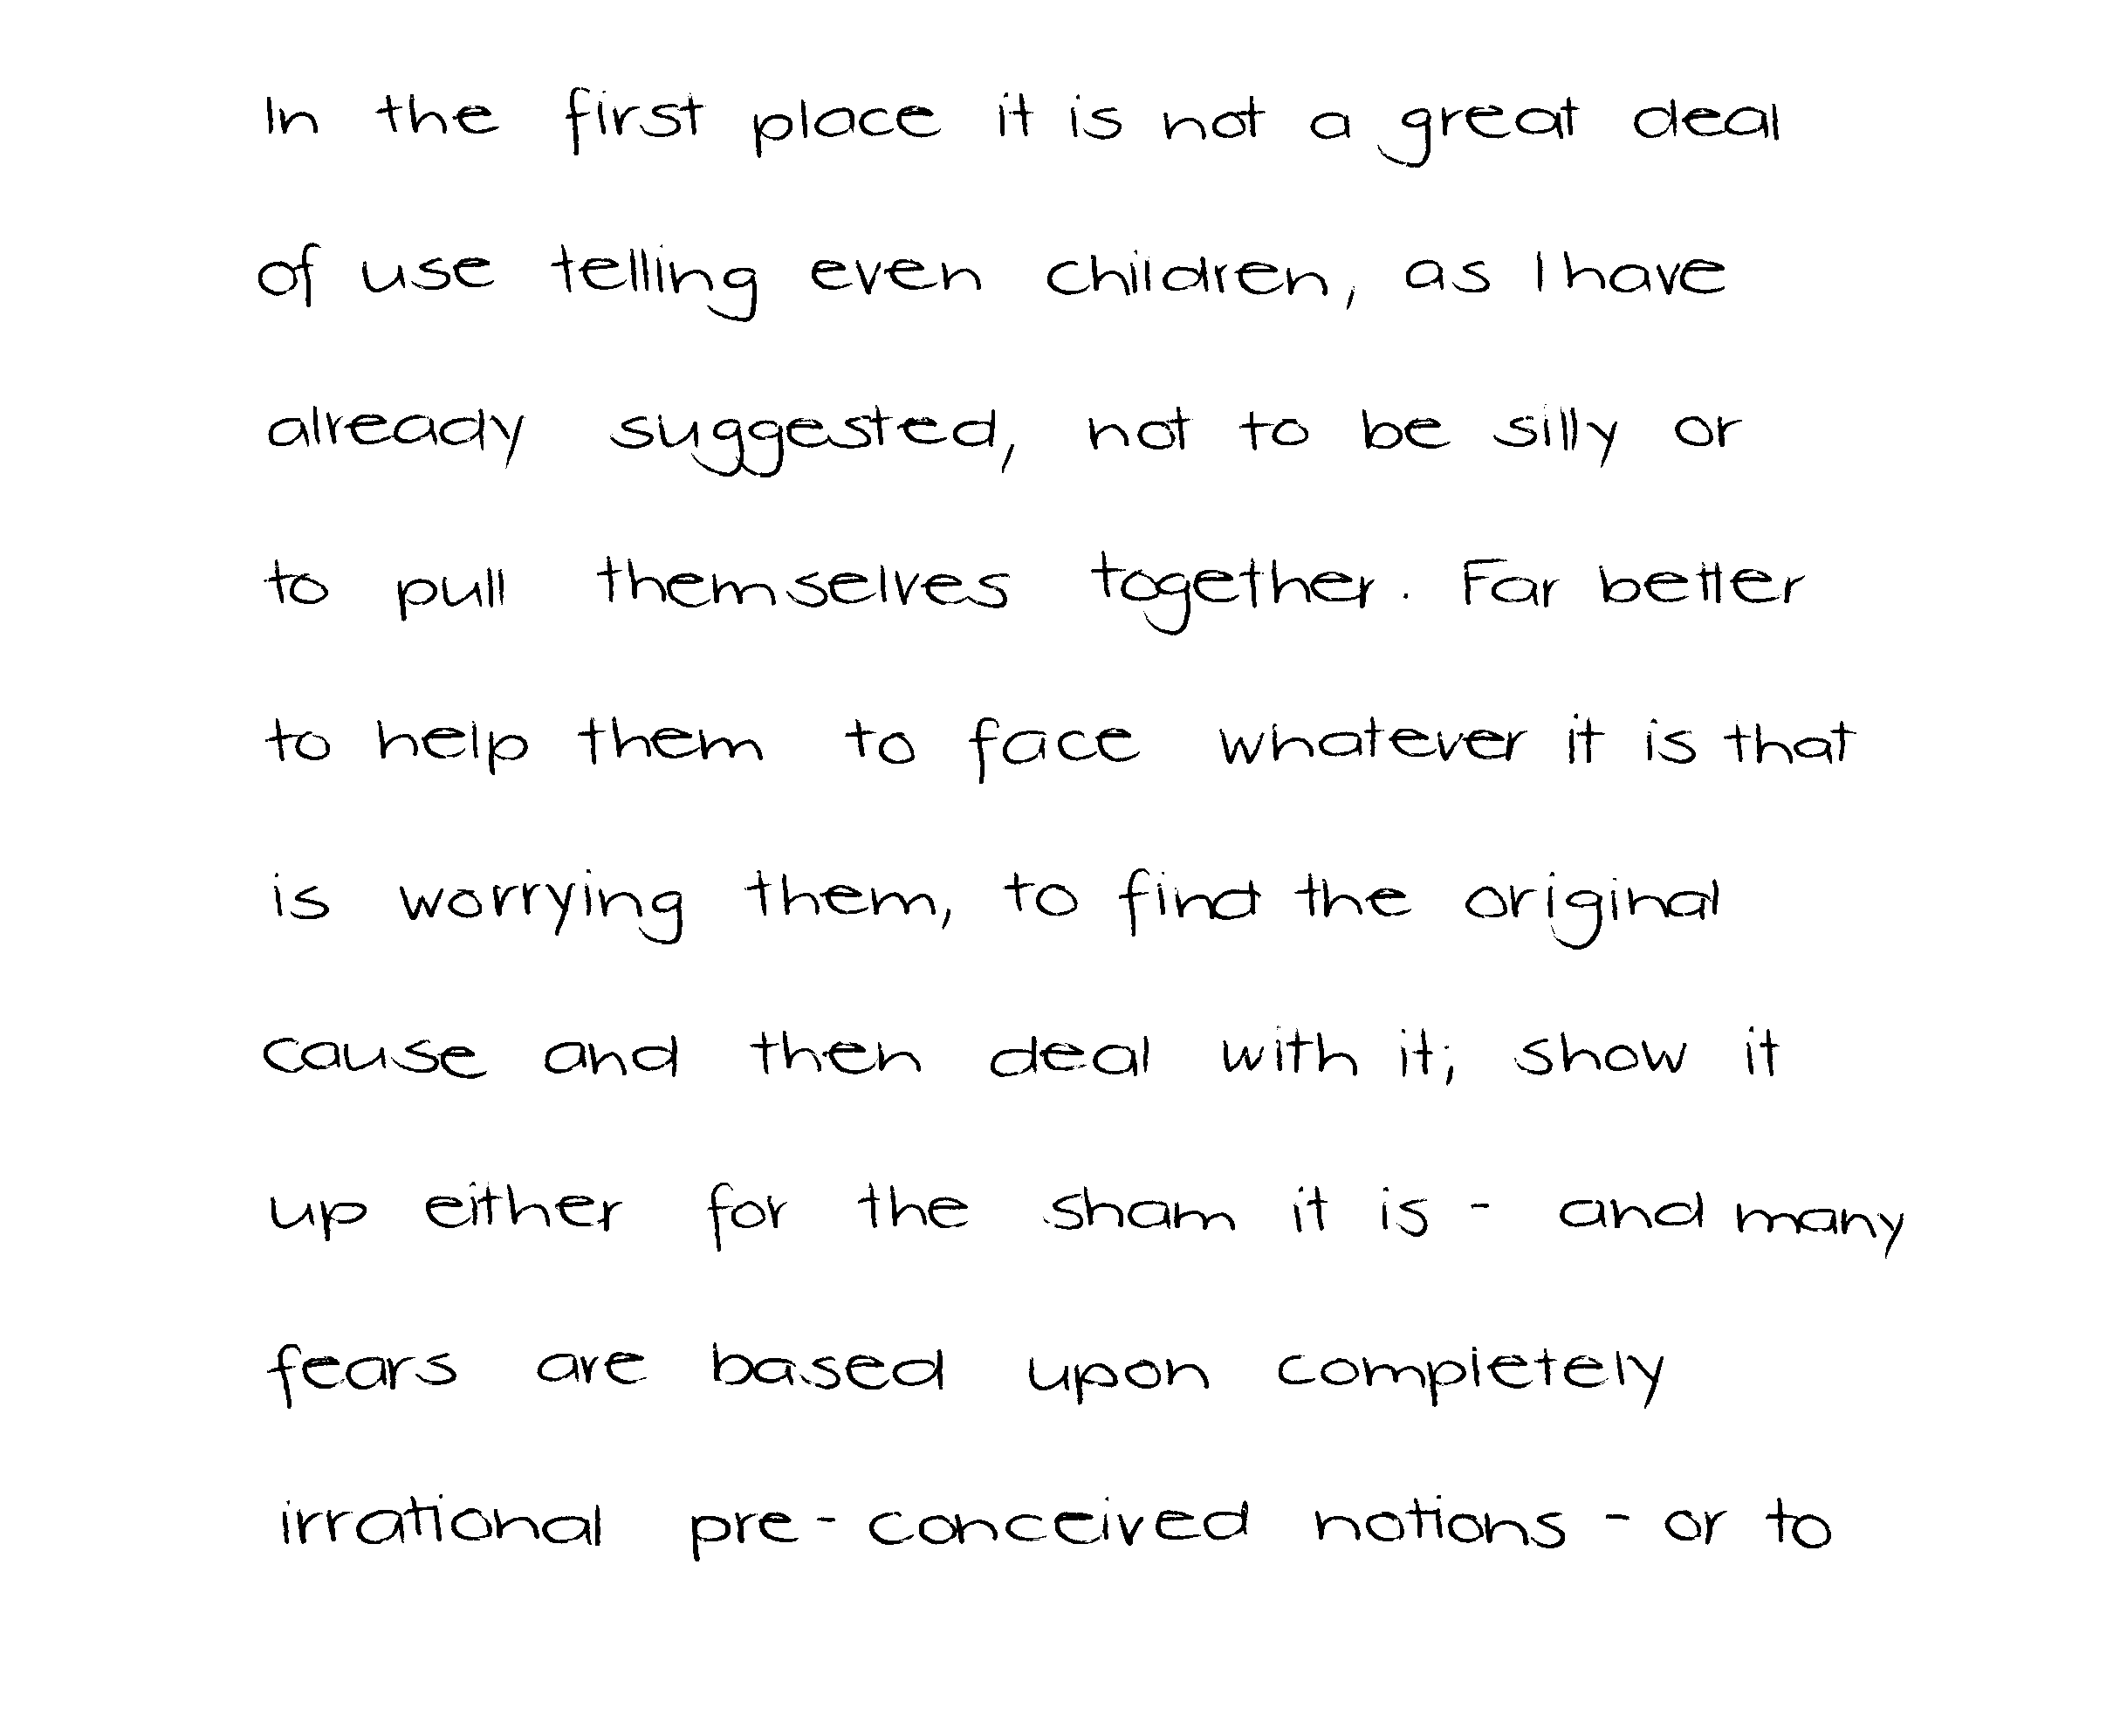 In the first place it is not a great deal
of use telling even children, as I have
already suggested, not to be silly or
to pull themselves together. Far better
to help them to face whatever it is that
is worrying them, to find the original
cause and then deal with it; show it
up either for the sham it is - and many
fears are based upon completely
irrational pre-conceived notions - or to